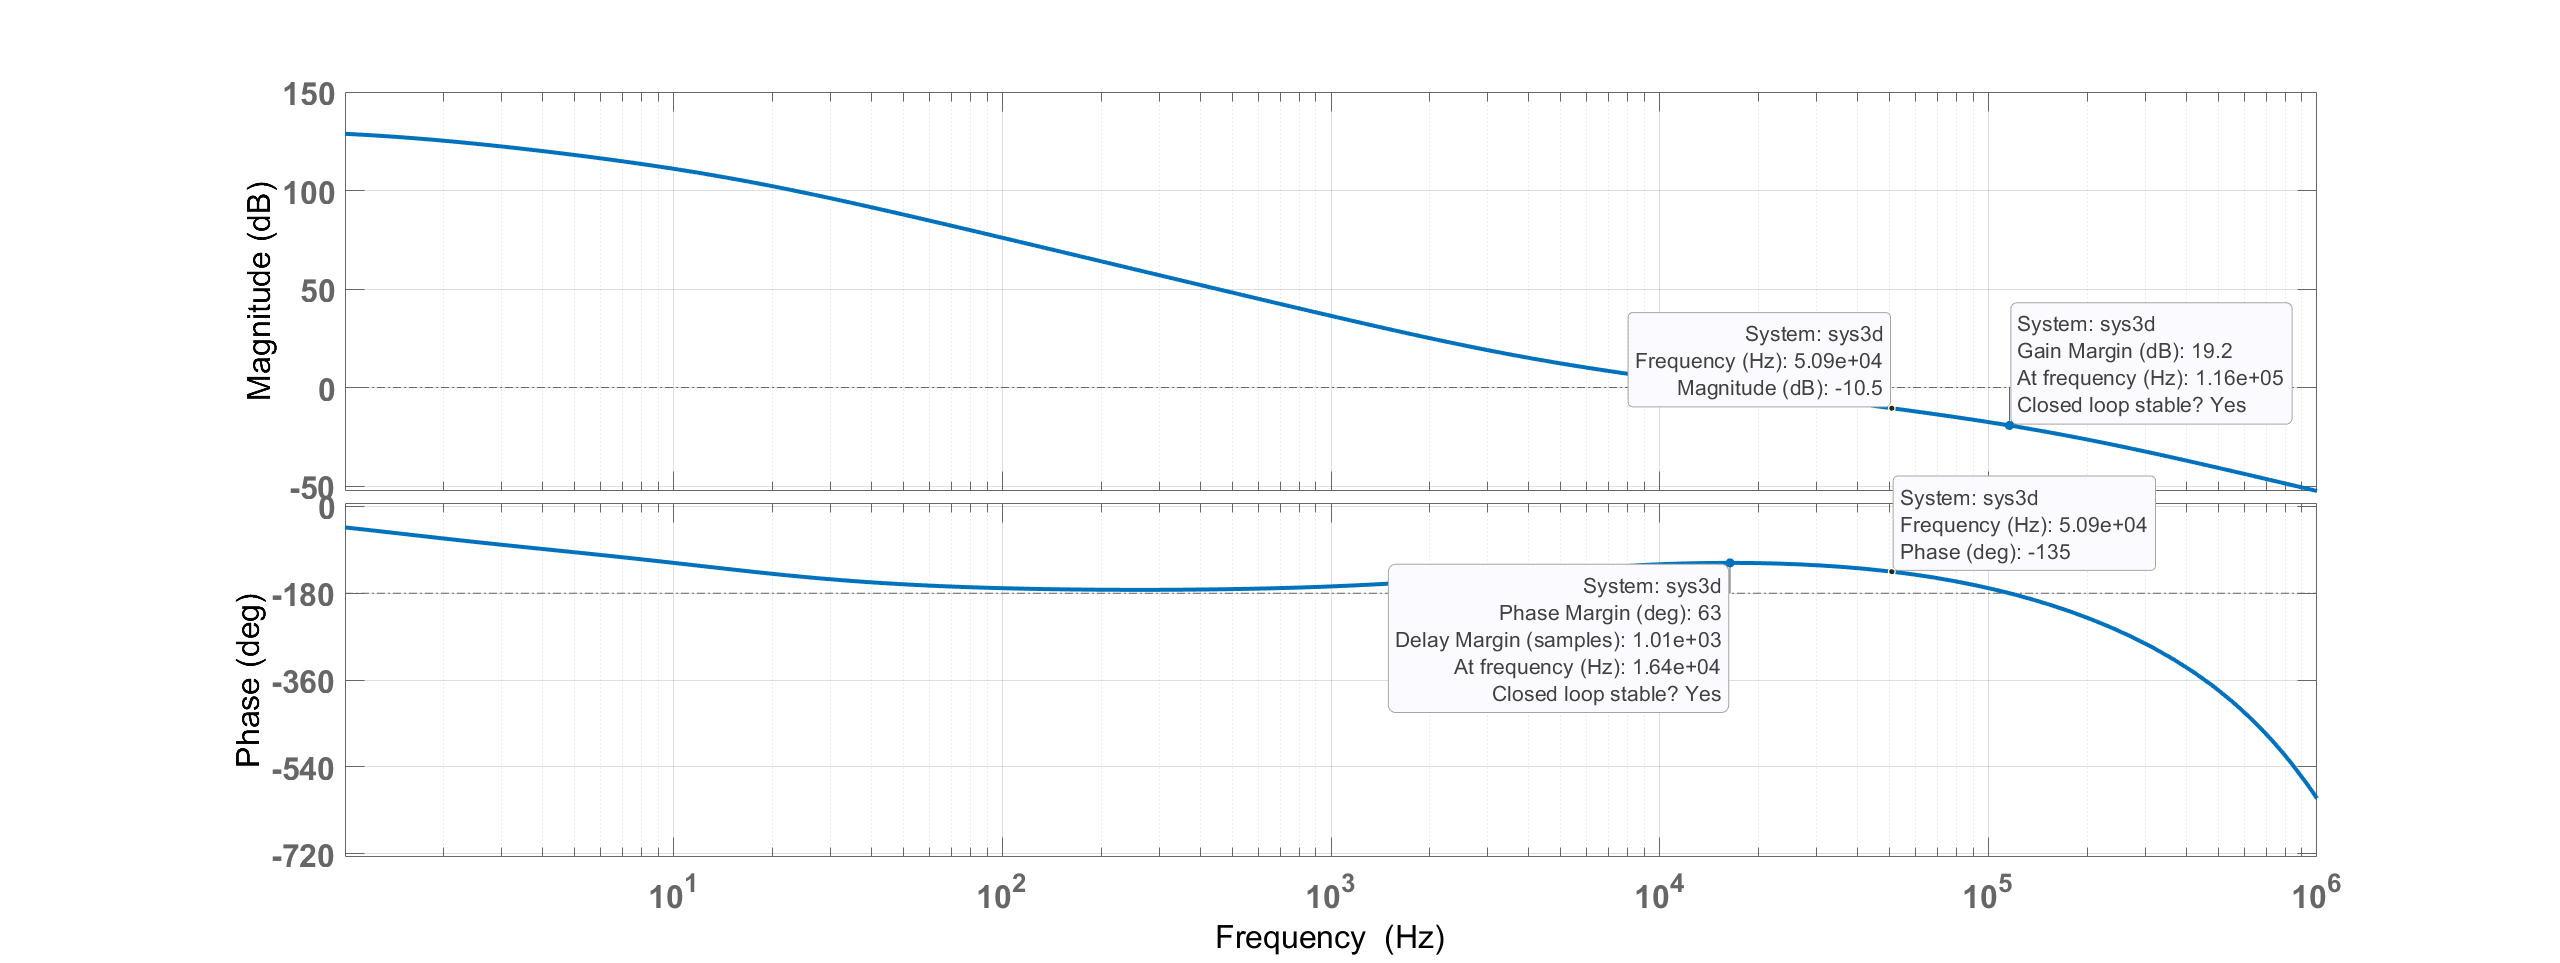 150
100
50
0
-50
Magnitude (dB)
System: sys3d
Frequency (Hz): 5.09e+04
Magnitude (dB): -10.5
System: sys3d
Gain Margin (dB): 19.2
At frequency (Hz): 1.16e+05
Closed loop stable? Yes
0
-180
-360
-540
-720
Phase (deg)
System: sys3d
Frequency (Hz): 5.09e+04
Phase (deg): -135
System: sys3d
Phase Margin (deg): 63
Delay Margin (samples): 1.01e+03
At frequency (Hz): 1.64e+04
Closed loop stable? Yes
10^1 10^2 10^3 10^4 10^5 10^6
Frequency (Hz)